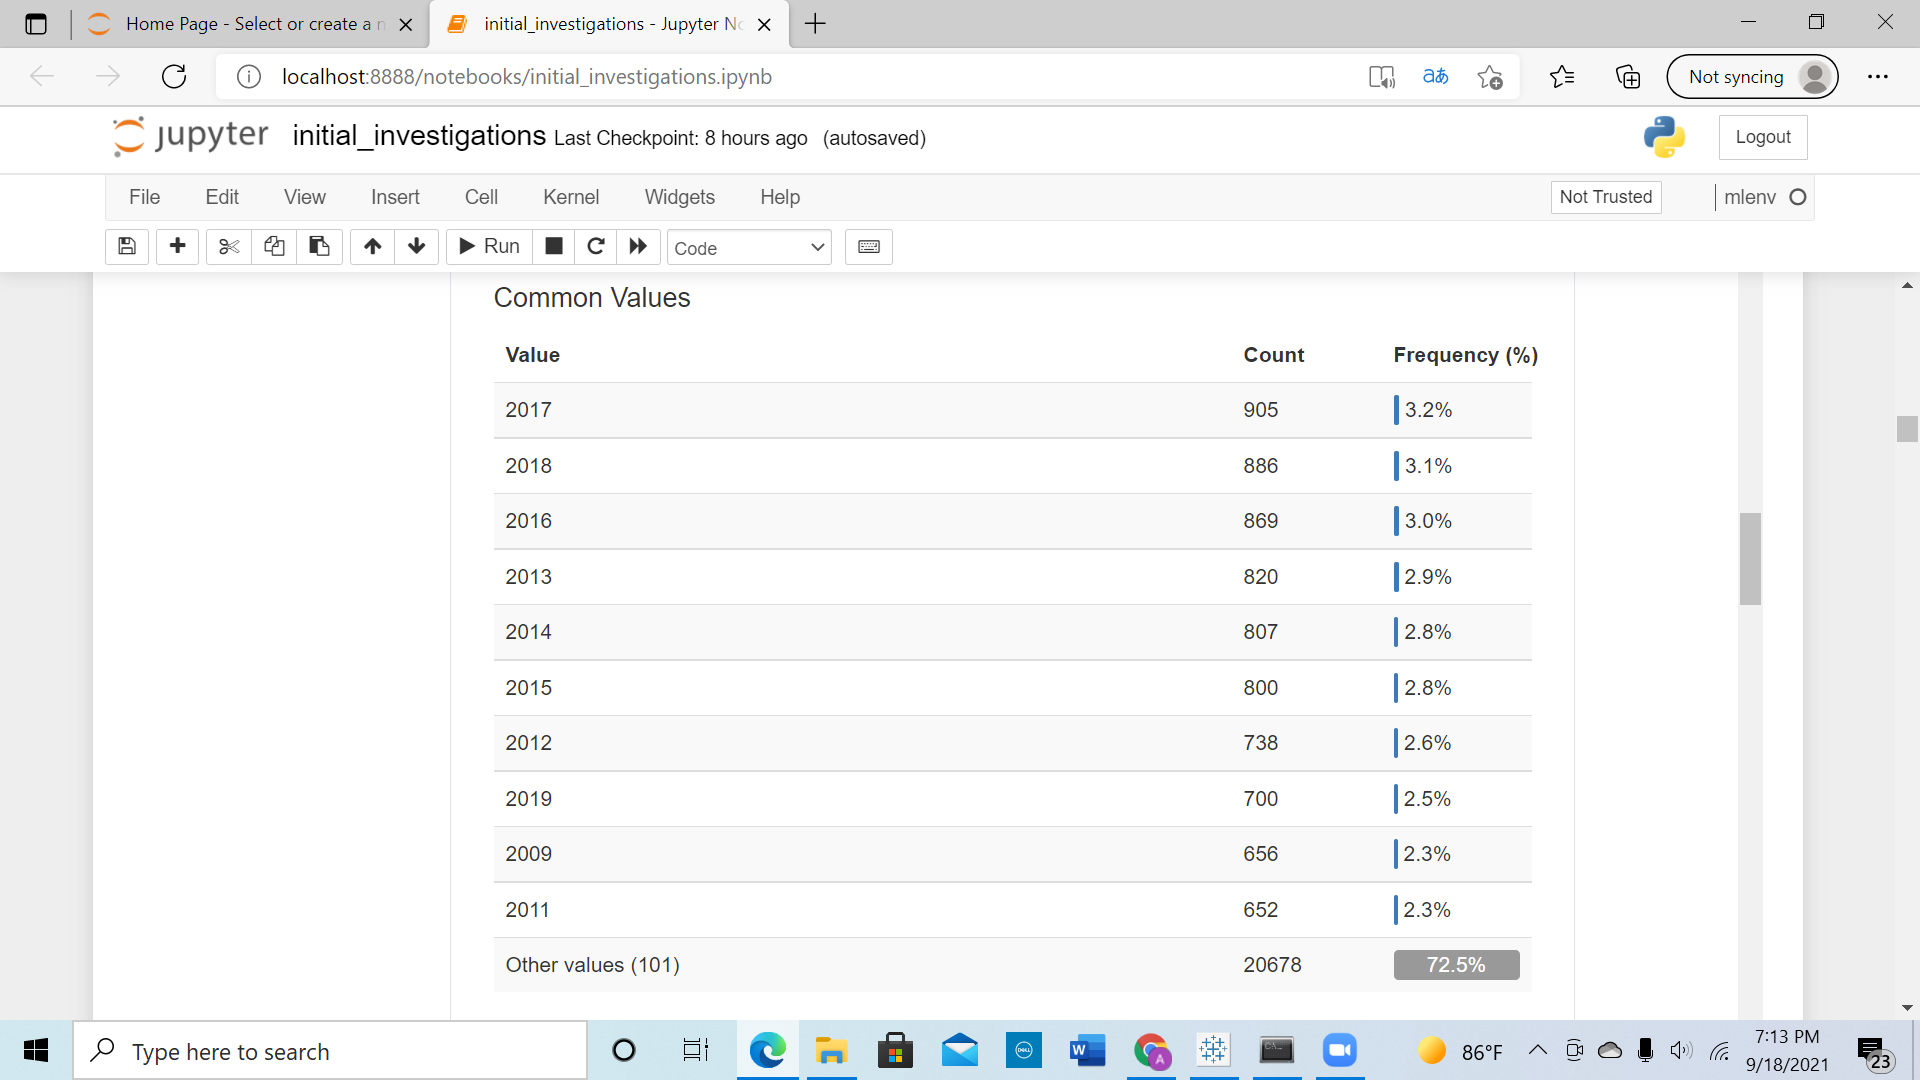 Home Page - Select or create a n
initial_investigations - Jupyter No
localhost:8888/notebooks/initial_investigations.ipynb
aあ
Not syncing
jupyter initial_investigations Last Checkpoint: 8 hours ago (autosaved)
Logout
File Edit View Insert Cell Kernel Widgets Help
Not Trusted
mlenv
Run
Code
Common Values
Value Count Frequency (%)
2017 905 3.2%
2018 886 3.1%
2016 869 3.0%
2013 820 2.9%
2014 807 2.8%
2015 800 2.8%
2012 738 2.6%
2019 700 2.5%
2009 656 2.3%
2011 652 2.3%
Other values (101) 20678 72.5%
Type here to search
DELL
W
A
C:\
86°F
7:13 PM
9/18/2021
23